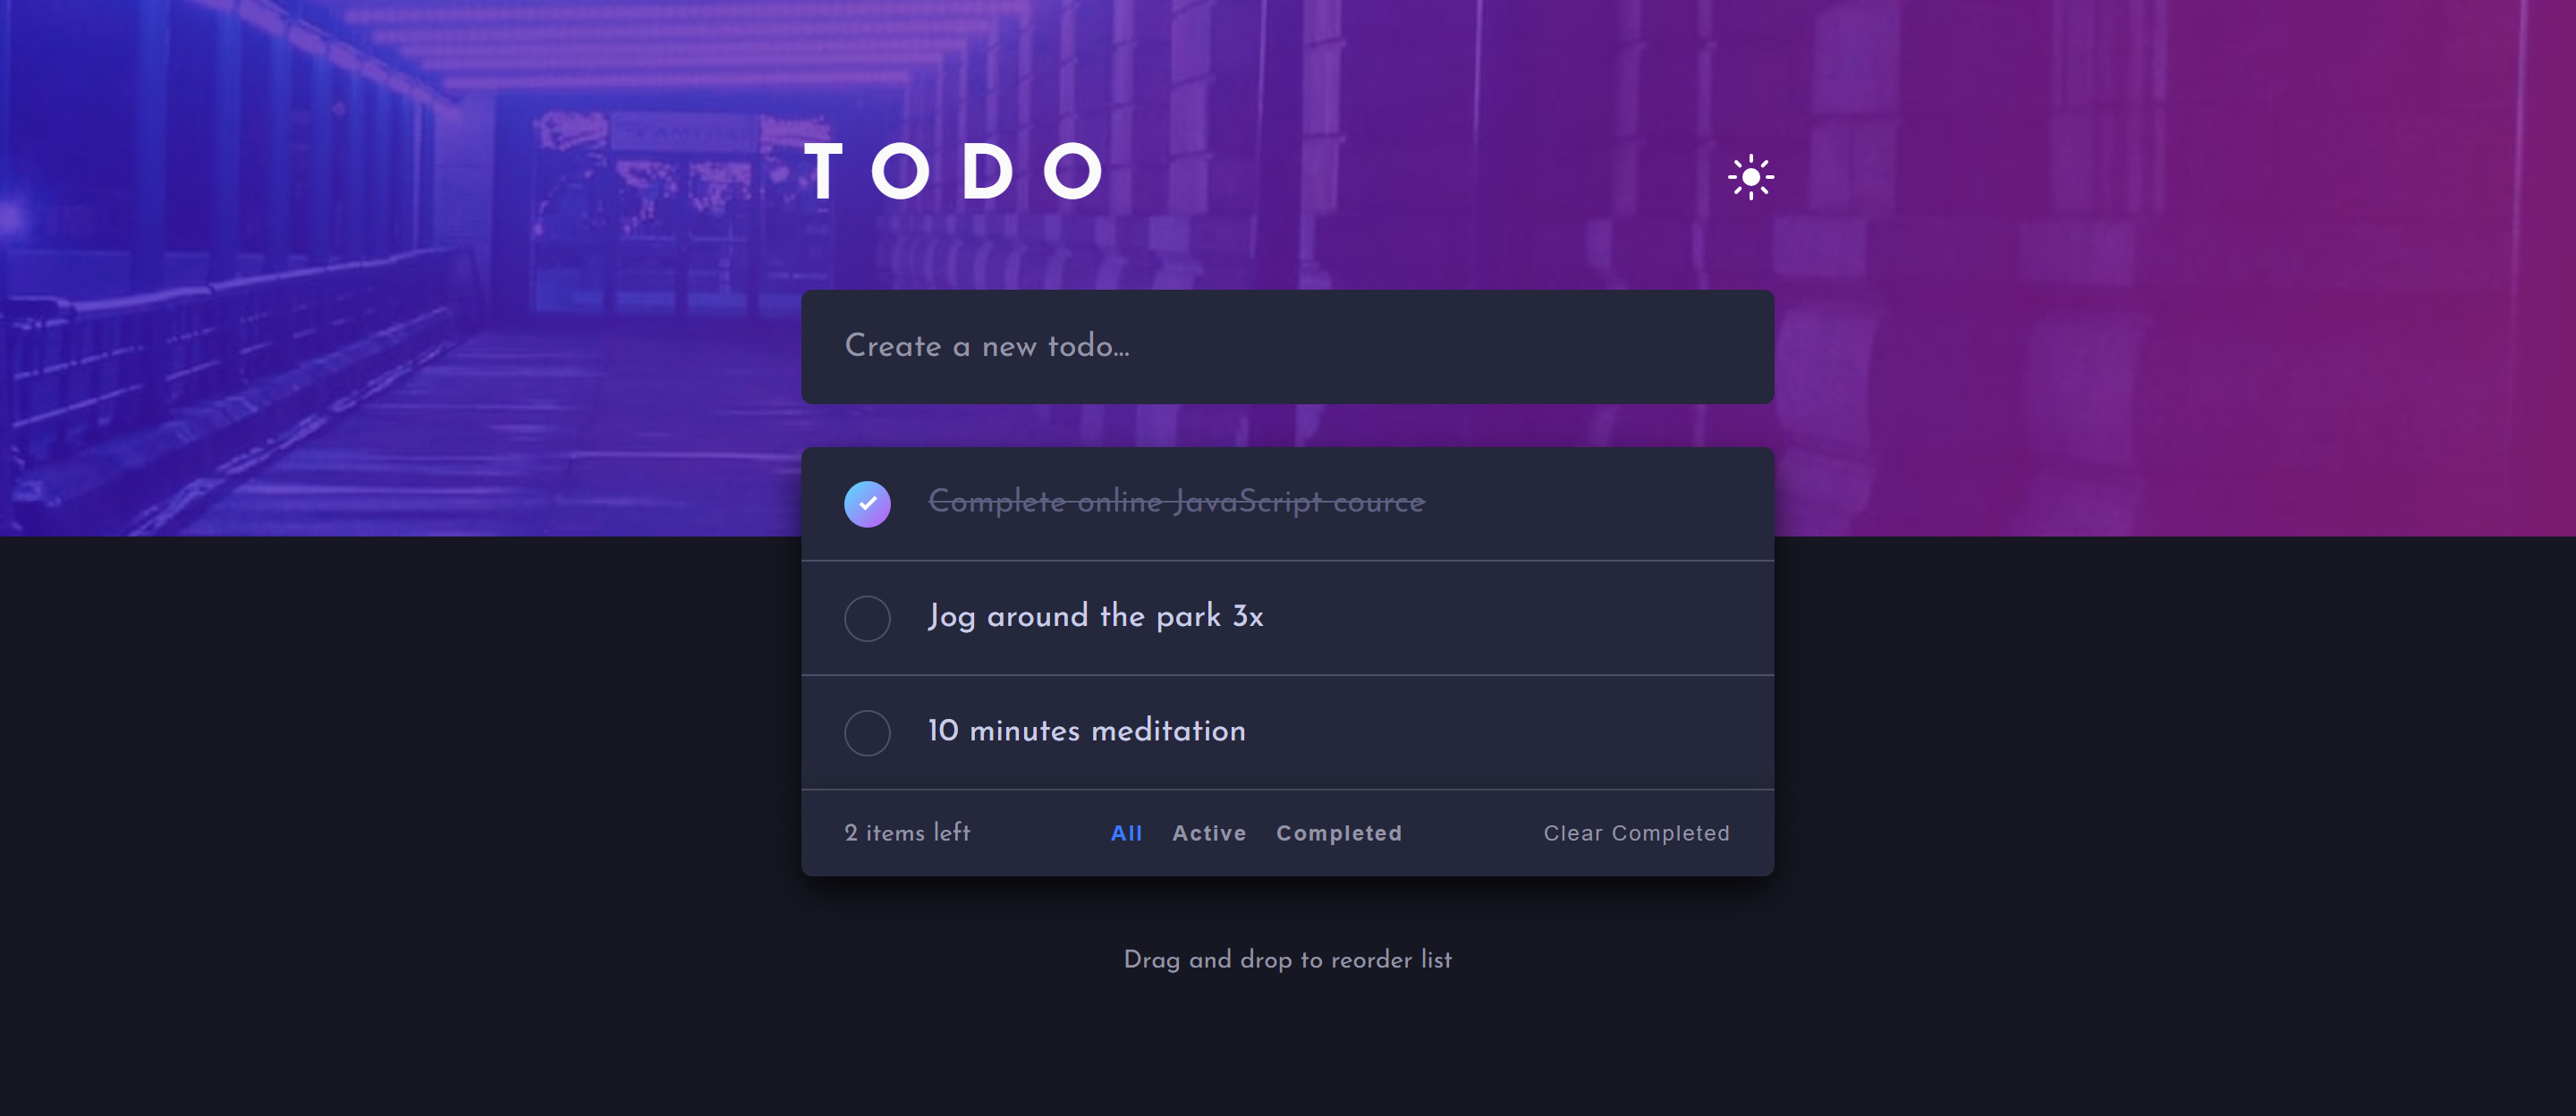 TODO
Create a new todo...
Complete online JavaScript cource
Jog around the park 3x
10 minutes meditation
2 items left All Active Completed Clear Completed
Drag and drop to reorder list